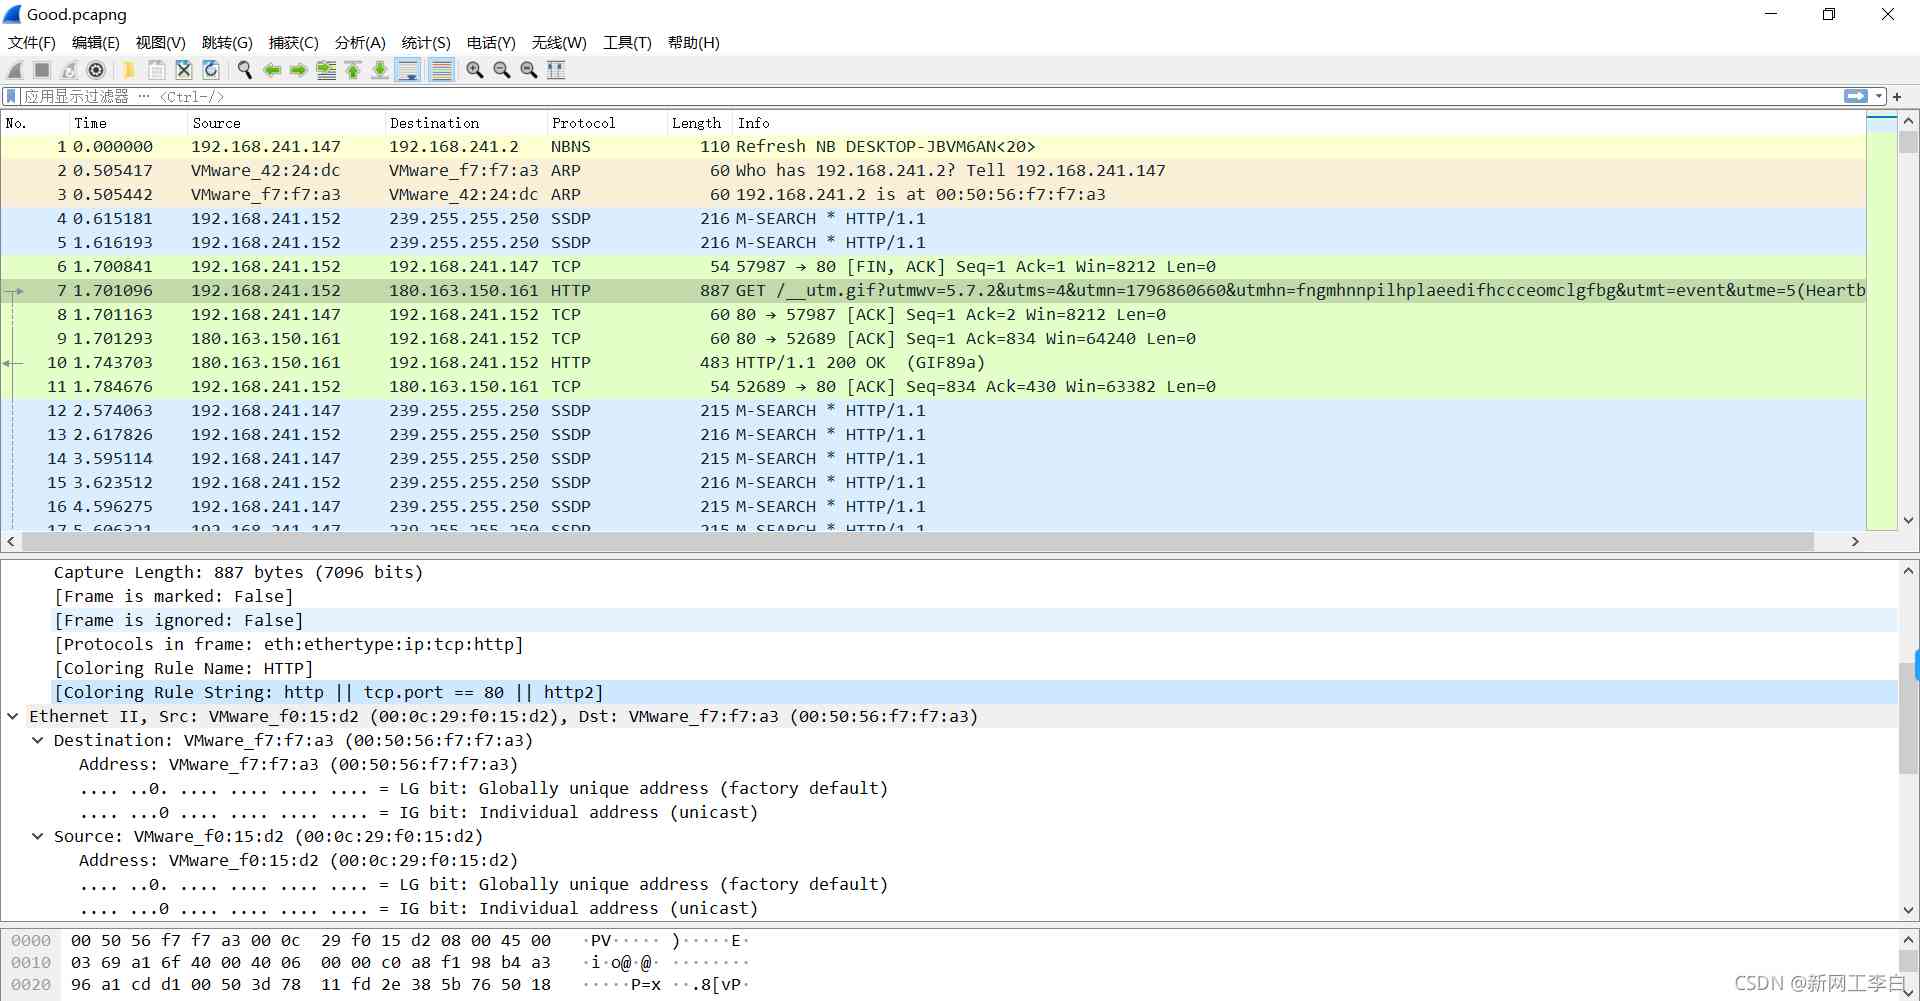 Good.pcapng
文件(F) 编辑(E) 视图(V) 跳转(G) 捕获(C) 分析(A) 统计(S) 电话(Y) 无线(W) 工具(T) 帮助(H)
应用显示过滤器 … <Ctrl-/>
No. Time Source Destination Protocol Length Info
1 0.000000 192.168.241.147 192.168.241.2 NBNS 110 Refresh NB DESKTOP-JBVM6AN<20>
2 0.505417 VMware_42:24:dc VMware_f7:f7:a3 ARP 60 Who has 192.168.241.2? Tell 192.168.241.147
3 0.505442 VMware_f7:f7:a3 VMware_42:24:dc ARP 60 192.168.241.2 is at 00:50:56:f7:f7:a3
4 0.615181 192.168.241.152 239.255.255.250 SSDP 216 M-SEARCH * HTTP/1.1
5 1.616193 192.168.241.152 239.255.255.250 SSDP 216 M-SEARCH * HTTP/1.1
6 1.700841 192.168.241.152 192.168.241.147 TCP 54 57987 → 80 [FIN, ACK] Seq=1 Ack=1 Win=8212 Len=0
7 1.701096 192.168.241.152 180.163.150.161 HTTP 887 GET /__utm.gif?utmwv=5.7.2&utms=4&utmn=1796860660&utmhn=fngmhnnpilhplaeedifhccceomclgfbg&utmt=event&utme=5(Heartb
8 1.701163 192.168.241.147 192.168.241.152 TCP 60 80 → 57987 [ACK] Seq=1 Ack=2 Win=8212 Len=0
9 1.701293 180.163.150.161 192.168.241.152 TCP 60 80 → 52689 [ACK] Seq=1 Ack=834 Win=64240 Len=0
10 1.743703 180.163.150.161 192.168.241.152 HTTP 483 HTTP/1.1 200 OK  (GIF89a)
11 1.784676 192.168.241.152 180.163.150.161 TCP 54 52689 → 80 [ACK] Seq=834 Ack=430 Win=63382 Len=0
12 2.574063 192.168.241.147 239.255.255.250 SSDP 215 M-SEARCH * HTTP/1.1
13 2.617826 192.168.241.152 239.255.255.250 SSDP 216 M-SEARCH * HTTP/1.1
14 3.595114 192.168.241.147 239.255.255.250 SSDP 215 M-SEARCH * HTTP/1.1
15 3.623512 192.168.241.152 239.255.255.250 SSDP 216 M-SEARCH * HTTP/1.1
16 4.596275 192.168.241.147 239.255.255.250 SSDP 215 M-SEARCH * HTTP/1.1
17 5.606321 192.168.241.147 239.255.255.250 SSDP 215 M-SEARCH * HTTP/1.1
Capture Length: 887 bytes (7096 bits)
[Frame is marked: False]
[Frame is ignored: False]
[Protocols in frame: eth:ethertype:ip:tcp:http]
[Coloring Rule Name: HTTP]
[Coloring Rule String: http || tcp.port == 80 || http2]
Ethernet II, Src: VMware_f0:15:d2 (00:0c:29:f0:15:d2), Dst: VMware_f7:f7:a3 (00:50:56:f7:f7:a3)
Destination: VMware_f7:f7:a3 (00:50:56:f7:f7:a3)
Address: VMware_f7:f7:a3 (00:50:56:f7:f7:a3)
.... ..0. .... .... .... .... = LG bit: Globally unique address (factory default)
.... ...0 .... .... .... .... = IG bit: Individual address (unicast)
Source: VMware_f0:15:d2 (00:0c:29:f0:15:d2)
Address: VMware_f0:15:d2 (00:0c:29:f0:15:d2)
.... ..0. .... .... .... .... = LG bit: Globally unique address (factory default)
.... ...0 .... .... .... .... = IG bit: Individual address (unicast)
0000 00 50 56 f7 f7 a3 00 0c 29 f0 15 d2 08 00 45 00 ·PV····· )·····E·
0010 03 69 a1 6f 40 00 40 06 00 00 c0 a8 f1 98 b4 a3 ·i·o@·@· ········
0020 96 a1 cd d1 00 50 3d 78 11 fd 2e 38 5b 76 50 18 ·····P=x ··.8[vP·
CSDN @新网工李白